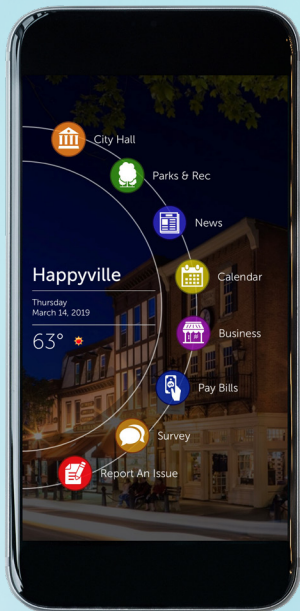 City Hall
Parks & Rec
News
Happyville
Calendar
Thursday
March 14, 2019
Business
63°
Pay Bills
Survey
Report An Issue